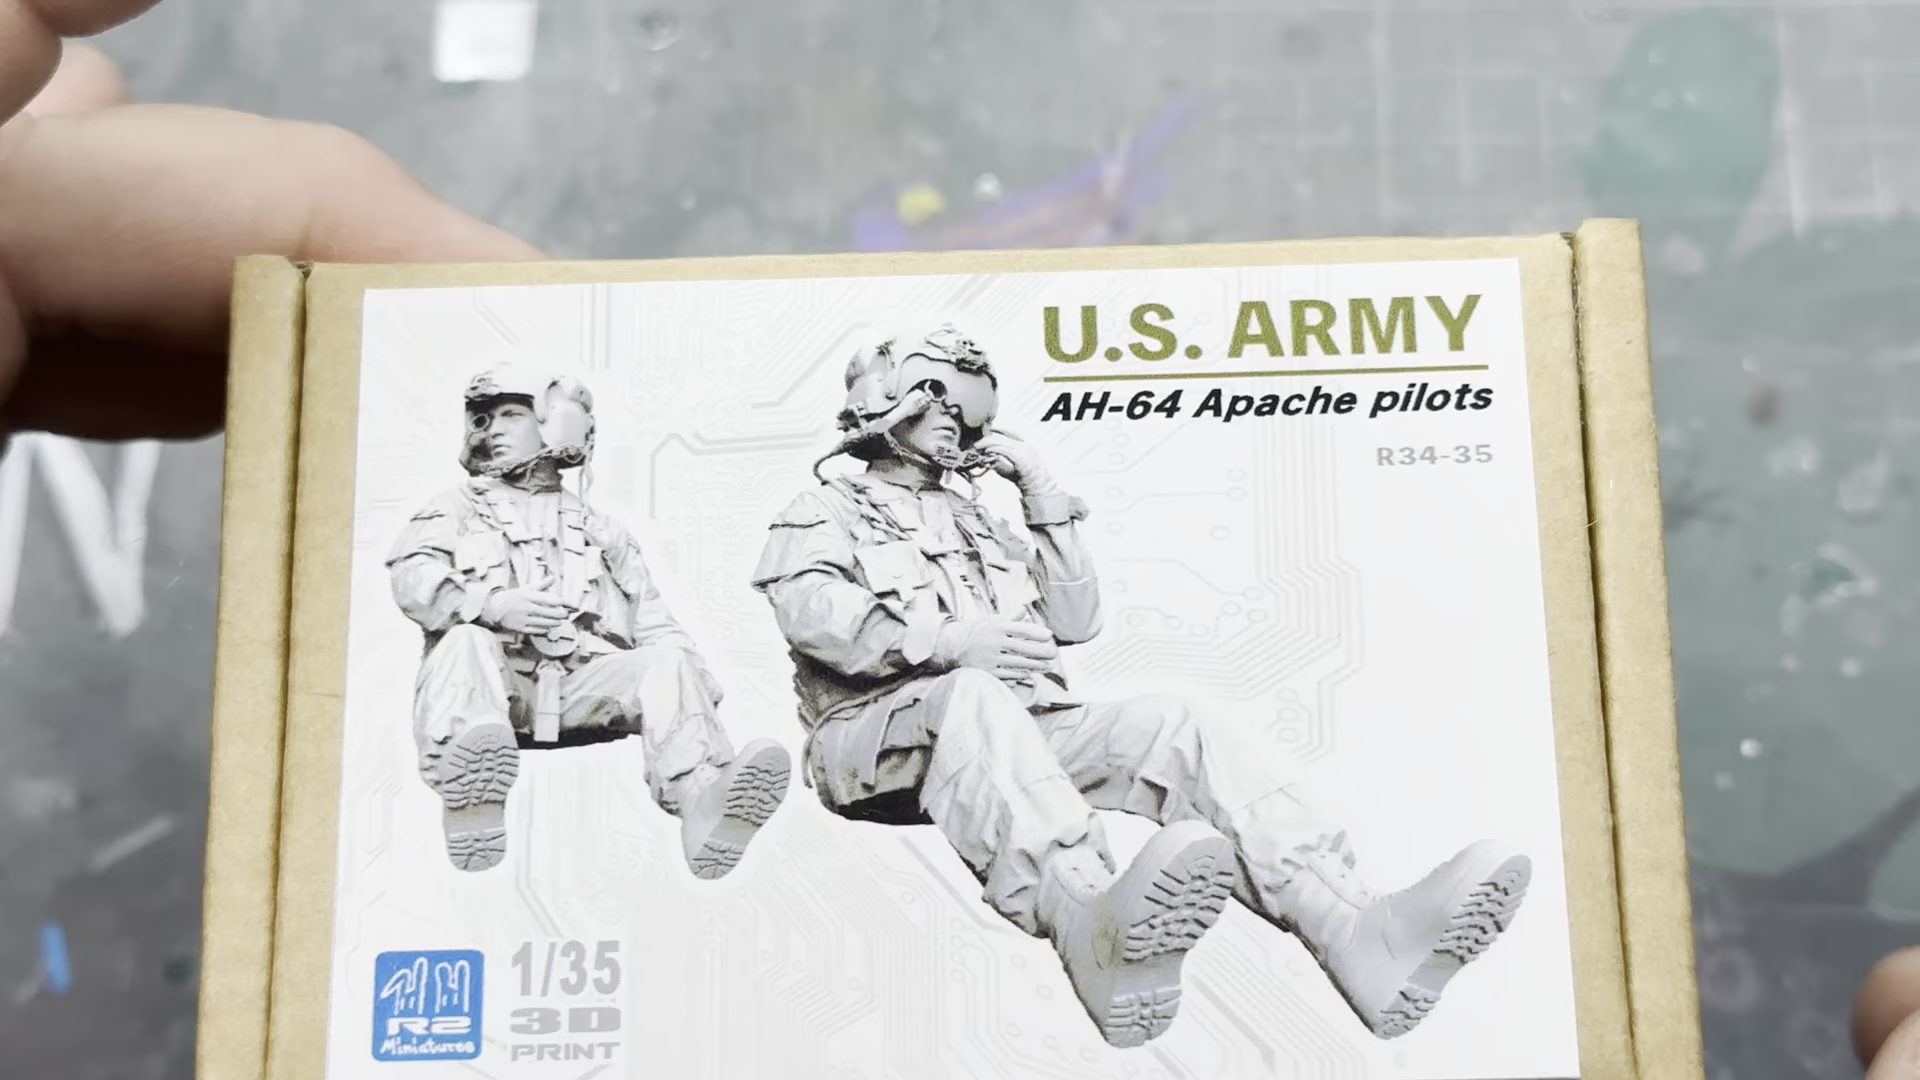 U.S. ARMY
AH-64 Apache pilots
R34-35
R2
Miniatures
1/35
3D
PRINT